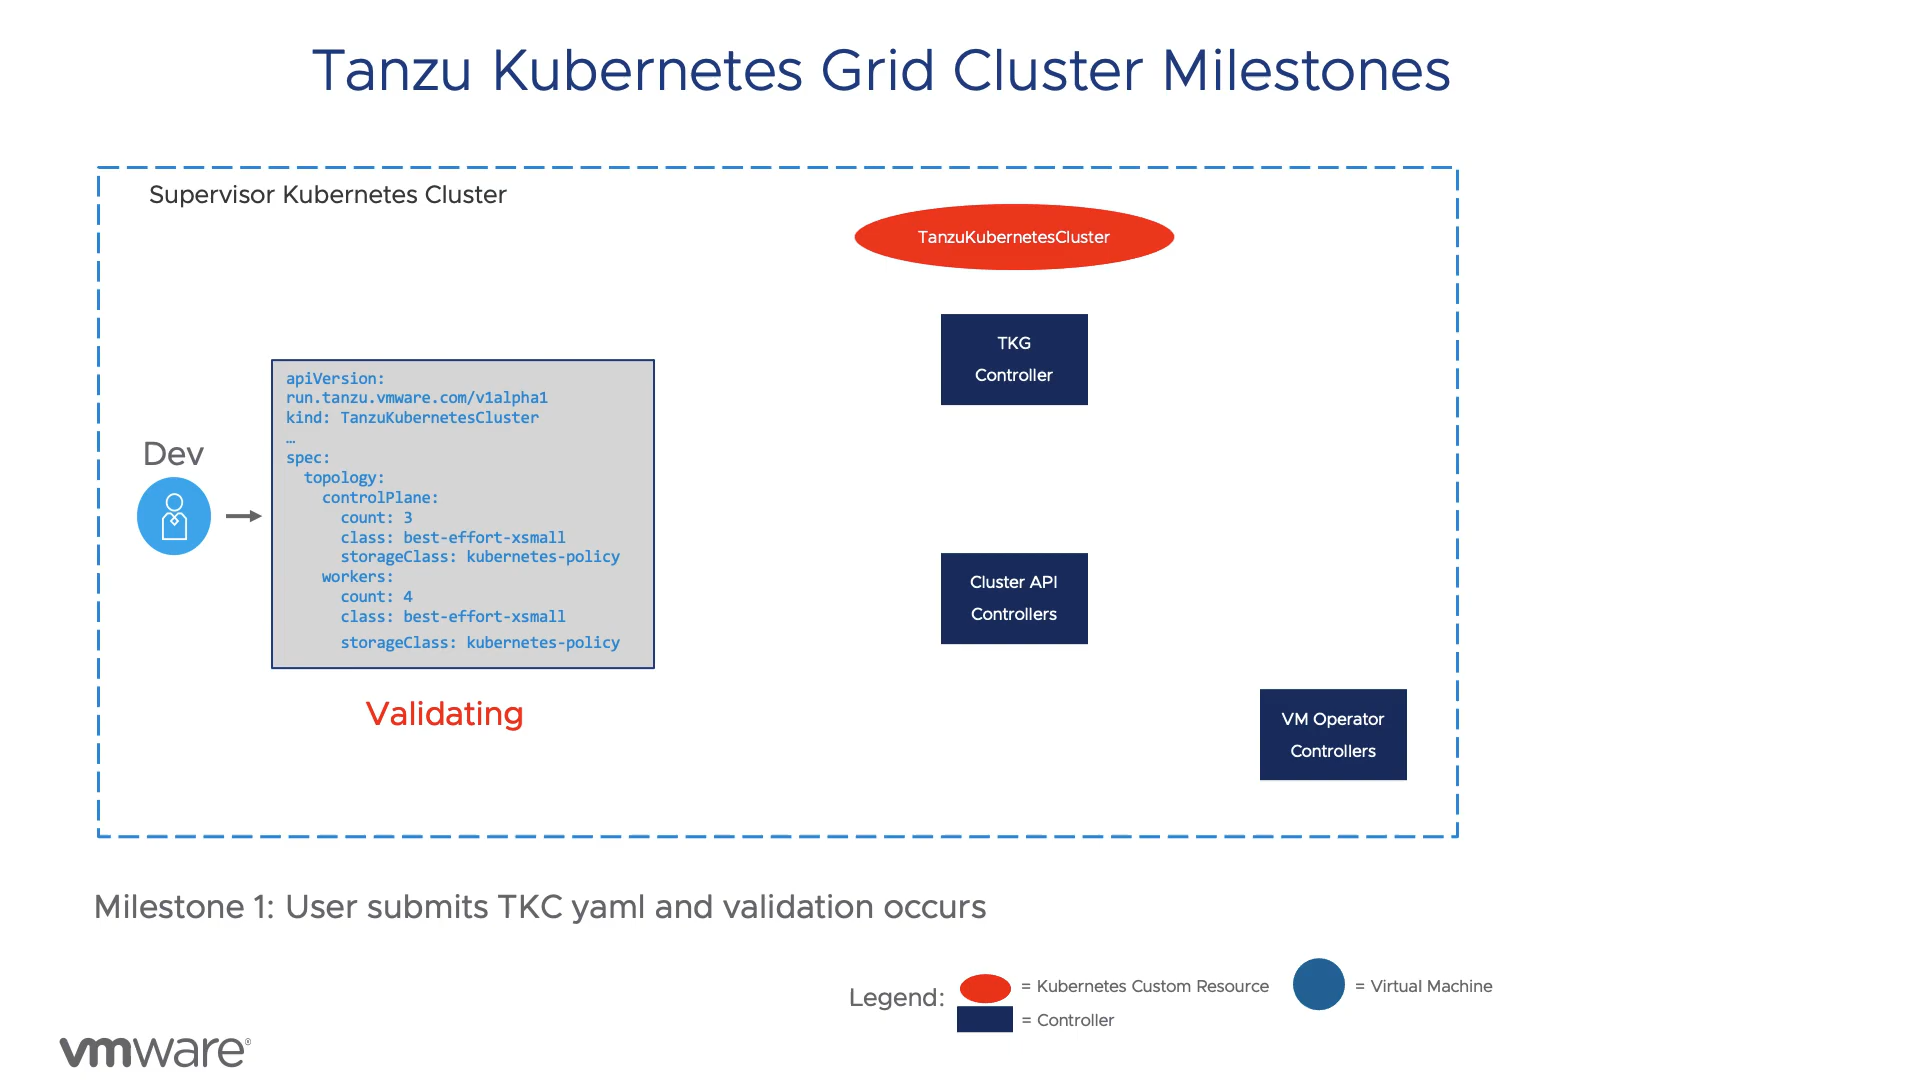 Tanzu Kubernetes Grid Cluster Milestones
Supervisor Kubernetes Cluster
TanzuKubernetesCluster
TKG
Controller
apiVersion:
run.tanzu.vmware.com/v1alpha1
kind: TanzuKubernetesCluster
…
spec:
  topology:
    controlPlane:
      count: 3
      class: best-effort-xsmall
      storageClass: kubernetes-policy
    workers:
      count: 4
      class: best-effort-xsmall
      storageClass: kubernetes-policy
Dev
Validating
Cluster API
Controllers
VM Operator
Controllers
Milestone 1: User submits TKC yaml and validation occurs
Legend:
= Kubernetes Custom Resource
= Virtual Machine
= Controller
vmware®